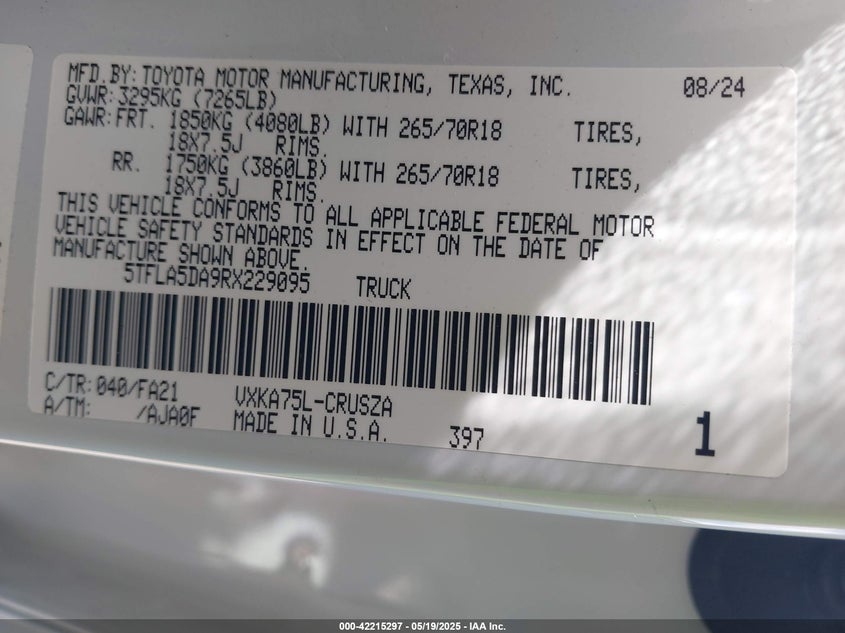 MFD.BY: TOYOTA MOTOR MANUFACTURING, TEXAS, INC. 08/24
GVWR: 3295KG (7265LB)
GAWR: FRT. 1850KG (4080LB) WITH 265/70R18 TIRES,
18X7.5J RIMS.
RR. 1750KG (3860LB) WITH 265/70R18 TIRES,
18X7.5J RIMS.
THIS VEHICLE CONFORMS TO ALL APPLICABLE FEDERAL MOTOR
VEHICLE SAFETY STANDARDS IN EFFECT ON THE DATE OF
MANUFACTURE SHOWN ABOVE.
5TFLA5DA9RX229095 TRUCK
C/TR: 040/FA21 VXKA75L-CRUSZA
A/TM: /AJA0F MADE IN U.S.A. 397 1
000-42215297 - 05/19/2025 - IAA Inc.